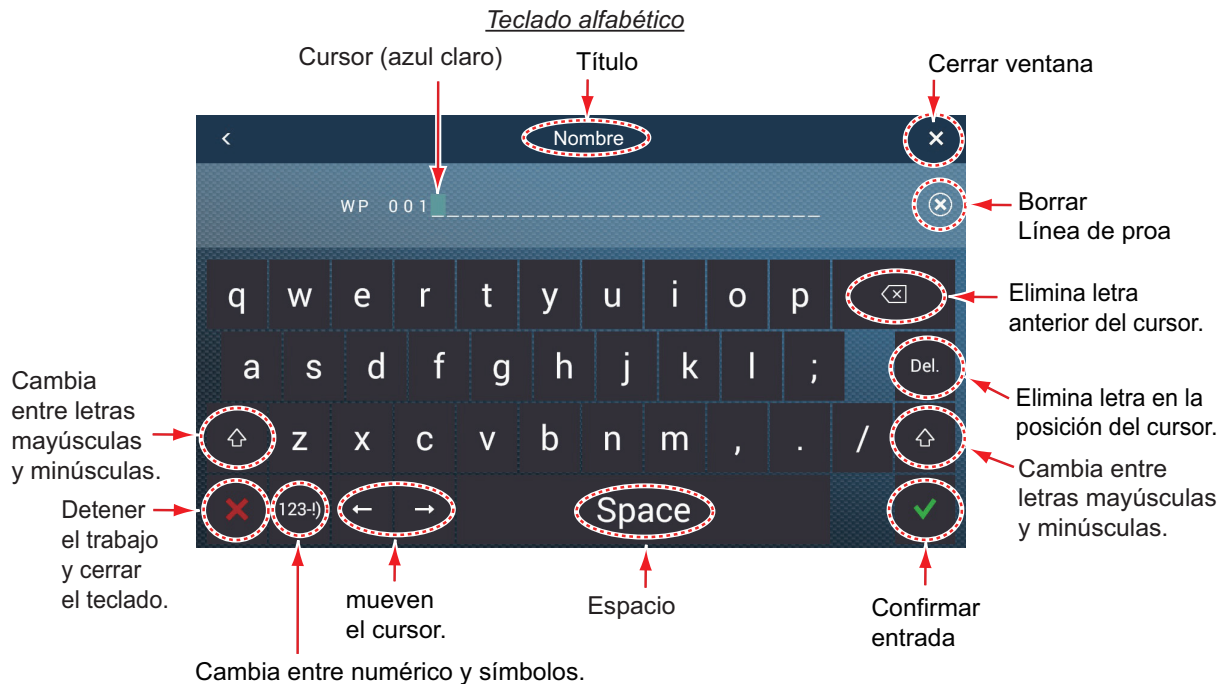 Teclado alfabético
Cursor (azul claro)
Título
Cerrar ventana
Nombre
WP 001
Borrar
Línea de proa
q w e r t y u i o p
Elimina letra
anterior del cursor.
a s d f g h j k l ; Del.
Cambia
entre letras
mayúsculas
y minúsculas.
Elimina letra en la
posición del cursor.
z x c v b n m , . /
Cambia entre
letras mayúsculas
y minúsculas.
Detener
el trabajo
y cerrar
el teclado.
123-!) ← → Space
mueven
el cursor.
Espacio
Confirmar
entrada
Cambia entre numérico y símbolos.